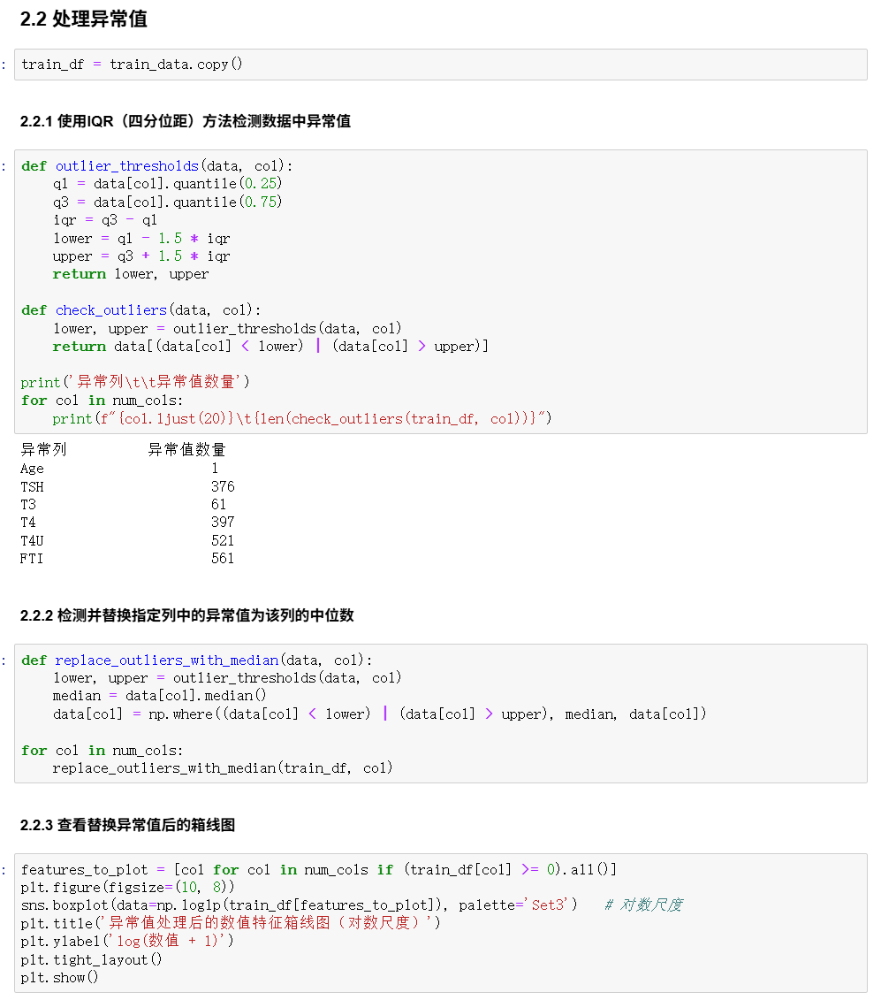 2.2 处理异常值
: train_df = train_data.copy()
2.2.1 使用IQR（四分位距）方法检测数据中异常值
: def outlier_thresholds(data, col):
    q1 = data[col].quantile(0.25)
    q3 = data[col].quantile(0.75)
    iqr = q3 - q1
    lower = q1 - 1.5 * iqr
    upper = q3 + 1.5 * iqr
    return lower, upper
def check_outliers(data, col):
    lower, upper = outlier_thresholds(data, col)
    return data[(data[col] < lower) | (data[col] > upper)]
print('异常列\t\t异常值数量')
for col in num_cols:
    print(f"{col.ljust(20)}\t{len(check_outliers(train_df, col))}")
异常列 异常值数量
Age 1
TSH 376
T3 61
T4 397
T4U 521
FTI 561
2.2.2 检测并替换指定列中的异常值为该列的中位数
: def replace_outliers_with_median(data, col):
    lower, upper = outlier_thresholds(data, col)
    median = data[col].median()
    data[col] = np.where((data[col] < lower) | (data[col] > upper), median, data[col])
for col in num_cols:
    replace_outliers_with_median(train_df, col)
2.2.3 查看替换异常值后的箱线图
: features_to_plot = [col for col in num_cols if (train_df[col] >= 0).all()]
plt.figure(figsize=(10, 8))
sns.boxplot(data=np.log1p(train_df[features_to_plot]), palette='Set3')   # 对数尺度
plt.title('异常值处理后的数值特征箱线图（对数尺度）')
plt.ylabel('log(数值 + 1)')
plt.tight_layout()
plt.show()